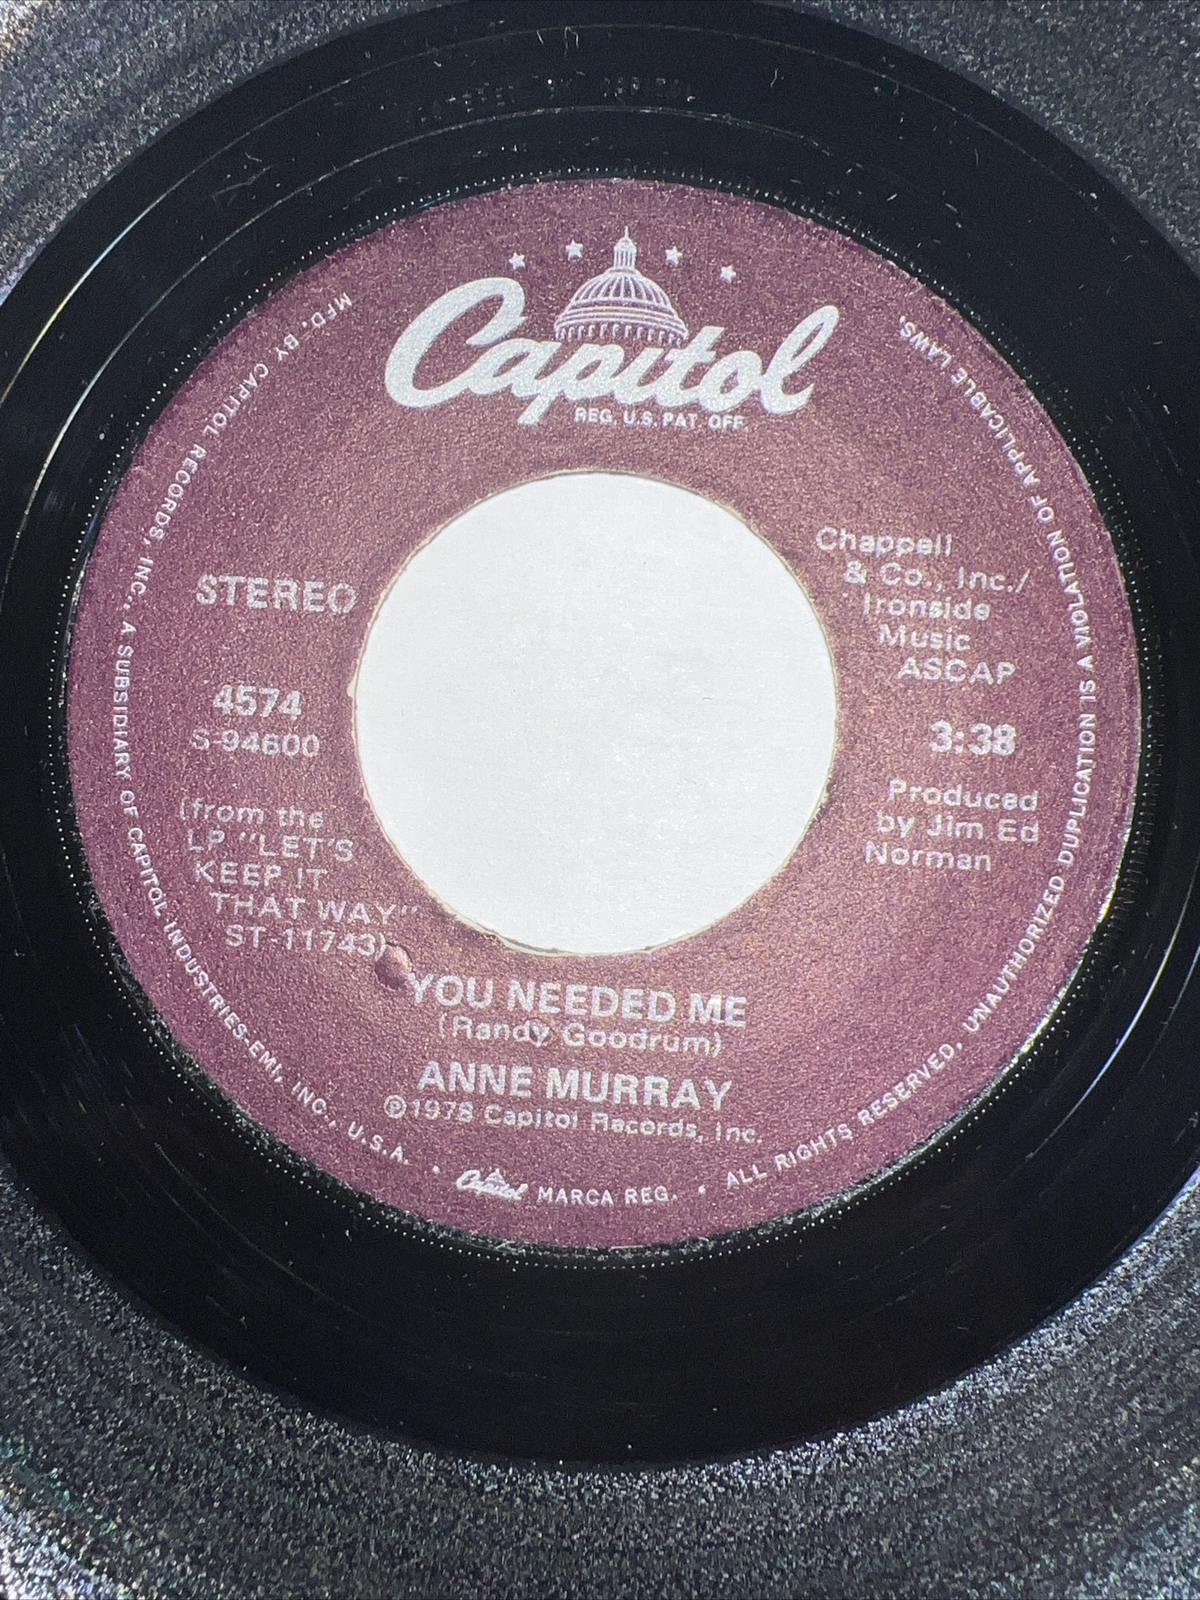 Capitol
REG. U.S. PAT. OFF.
STEREO
4574
S-94600
(from the
LP "LET'S
KEEP IT
THAT WAY"
ST-11743)
Chappell
& Co., Inc./
Ironside
Music
ASCAP
3:38
Produced
by Jim Ed
Norman
YOU NEEDED ME
(Randy Goodrum)
ANNE MURRAY
℗1978 Capitol Records, Inc.
MFD. BY CAPITOL RECORDS, INC., A SUBSIDIARY OF CAPITOL INDUSTRIES-EMI, INC., U.S.A. • Capitol MARCA REG. • ALL RIGHTS RESERVED. UNAUTHORIZED DUPLICATION IS A VIOLATION OF APPLICABLE LAWS.